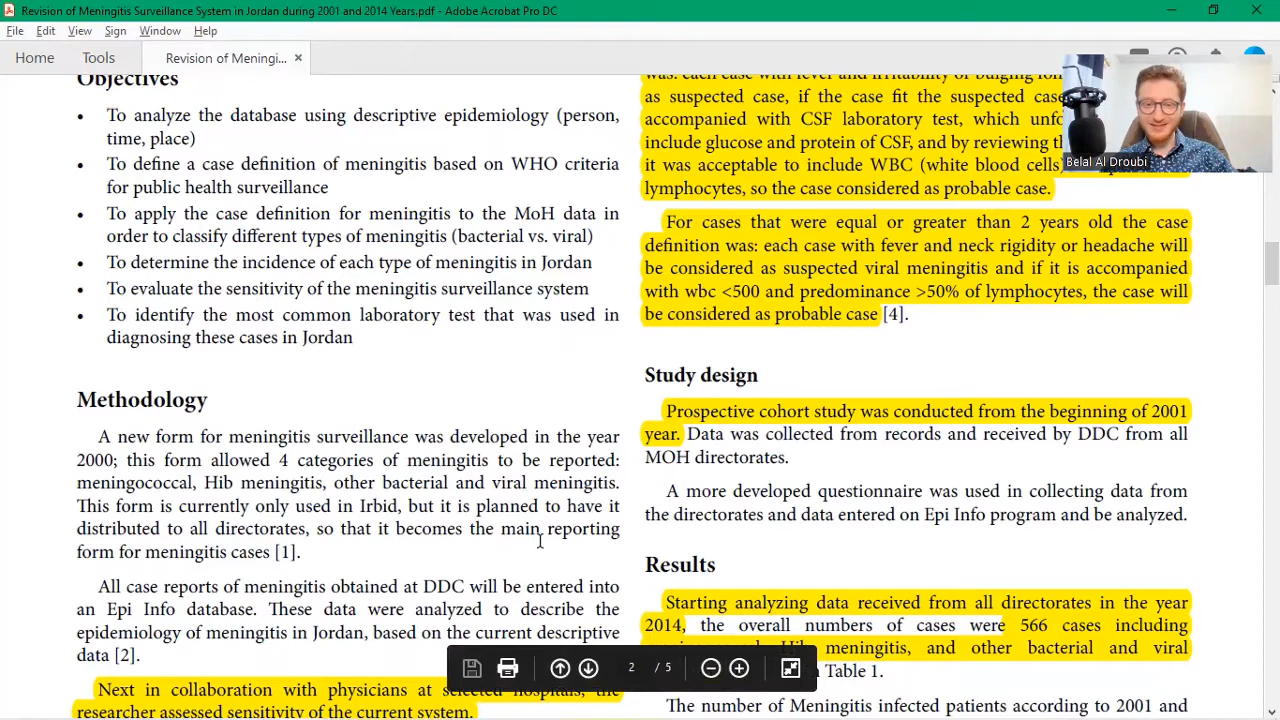 Revision of Meningitis Surveillance System in Jordan during 2001 and 2014 Years.pdf - Adobe Acrobat Pro DC
File Edit View Sign Window Help
Home Tools Revision of Meningi... ×
Objectives
• To analyze the database using descriptive epidemiology (person,
time, place)
• To define a case definition of meningitis based on WHO criteria
for public health surveillance
• To apply the case definition for meningitis to the MoH data in
order to classify different types of meningitis (bacterial vs. viral)
• To determine the incidence of each type of meningitis in Jordan
• To evaluate the sensitivity of the meningitis surveillance system
• To identify the most common laboratory test that was used in
diagnosing these cases in Jordan
Methodology
A new form for meningitis surveillance was developed in the year
2000; this form allowed 4 categories of meningitis to be reported:
meningococcal, Hib meningitis, other bacterial and viral meningitis.
This form is currently only used in Irbid, but it is planned to have it
distributed to all directorates, so that it becomes the main reporting
form for meningitis cases [1].
All case reports of meningitis obtained at DDC will be entered into
an Epi Info database. These data were analyzed to describe the
epidemiology of meningitis in Jordan, based on the current descriptive
data [2].
Next in collaboration with physicians at selected hospitals, the
researcher assessed sensitivity of the current system.
was: each case with fever and irritability or bulging
as suspected case, if the case fit the suspected case
accompanied with CSF laboratory test, which
include glucose and protein of CSF, and by reviewing
it was acceptable to include WBC (white blood cells)
lymphocytes, so the case considered as probable case.
For cases that were equal or greater than 2 years old the case
definition was: each case with fever and neck rigidity or headache will
be considered as suspected viral meningitis and if it is accompanied
with wbc <500 and predominance >50% of lymphocytes, the case will
be considered as probable case [4].
Study design
Prospective cohort study was conducted from the beginning of 2001
year. Data was collected from records and received by DDC from all
MOH directorates.
A more developed questionnaire was used in collecting data from
the directorates and data entered on Epi Info program and be analyzed.
Results
Starting analyzing data received from all directorates in the year
2014, the overall numbers of cases were 566 cases including
Hib meningitis, and other bacterial and viral
Table 1.
The number of Meningitis infected patients according to 2001 and
Belal Al Droubi
2 / 5